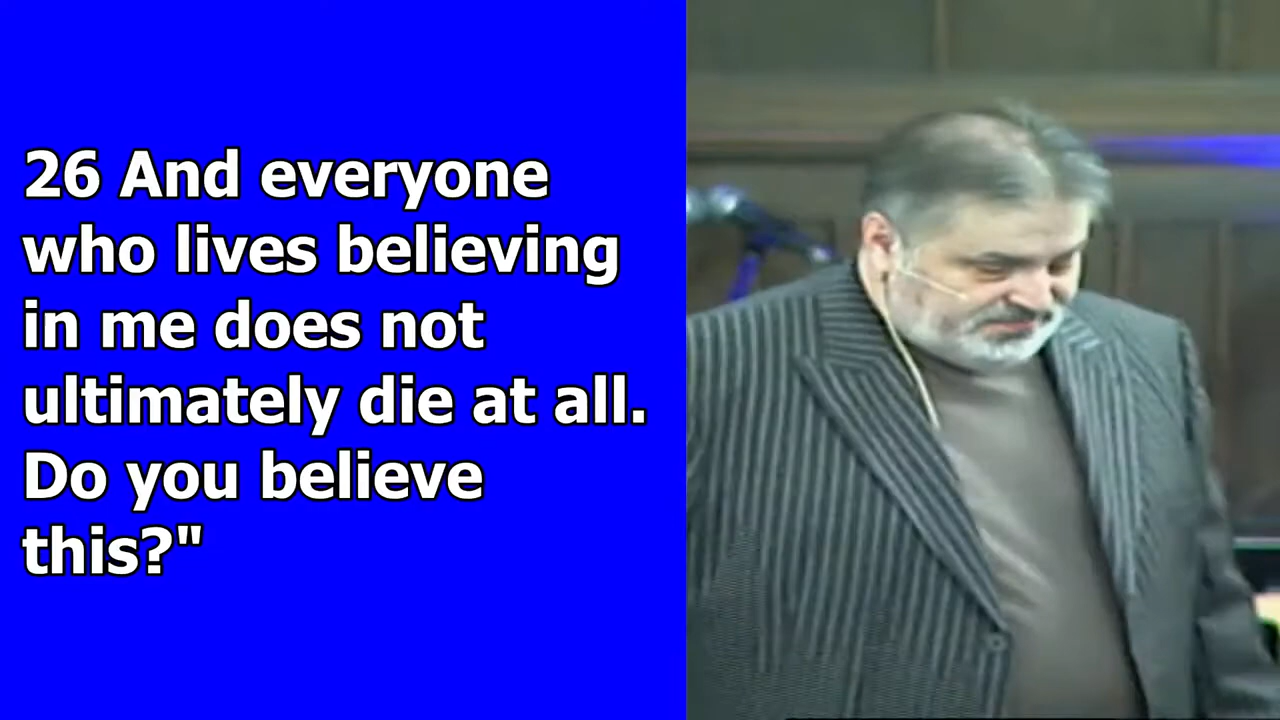 26 And everyone
who lives believing
in me does not
ultimately die at all.
Do you believe
this?"